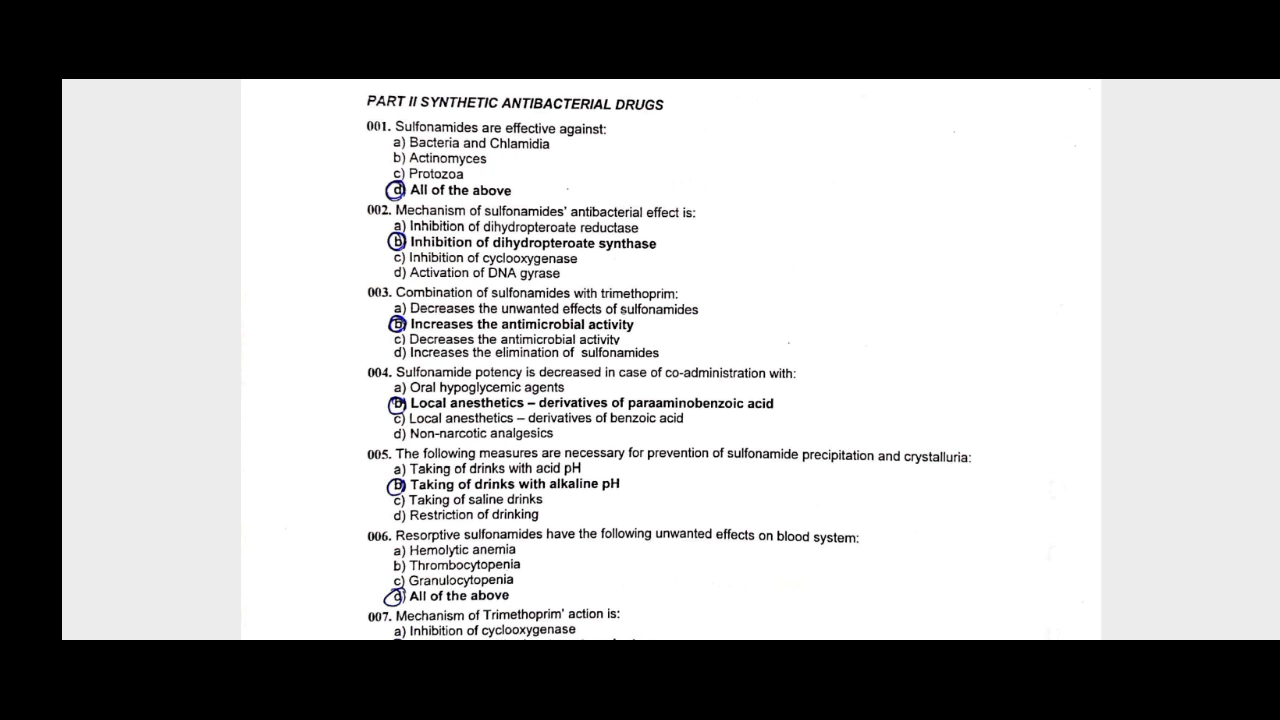 PART II SYNTHETIC ANTIBACTERIAL DRUGS
001. Sulfonamides are effective against:
a) Bacteria and Chlamidia
b) Actinomyces
c) Protozoa
d) All of the above
002. Mechanism of sulfonamides' antibacterial effect is:
a) Inhibition of dihydropteroate reductase
b) Inhibition of dihydropteroate synthase
c) Inhibition of cyclooxygenase
d) Activation of DNA gyrase
003. Combination of sulfonamides with trimethoprim:
a) Decreases the unwanted effects of sulfonamides
b) Increases the antimicrobial activity
c) Decreases the antimicrobial activity
d) Increases the elimination of sulfonamides
004. Sulfonamide potency is decreased in case of co-administration with:
a) Oral hypoglycemic agents
b) Local anesthetics – derivatives of paraaminobenzoic acid
c) Local anesthetics – derivatives of benzoic acid
d) Non-narcotic analgesics
005. The following measures are necessary for prevention of sulfonamide precipitation and crystalluria:
a) Taking of drinks with acid pH
b) Taking of drinks with alkaline pH
c) Taking of saline drinks
d) Restriction of drinking
006. Resorptive sulfonamides have the following unwanted effects on blood system:
a) Hemolytic anemia
b) Thrombocytopenia
c) Granulocytopenia
d) All of the above
007. Mechanism of Trimethoprim' action is:
a) Inhibition of cyclooxygenase